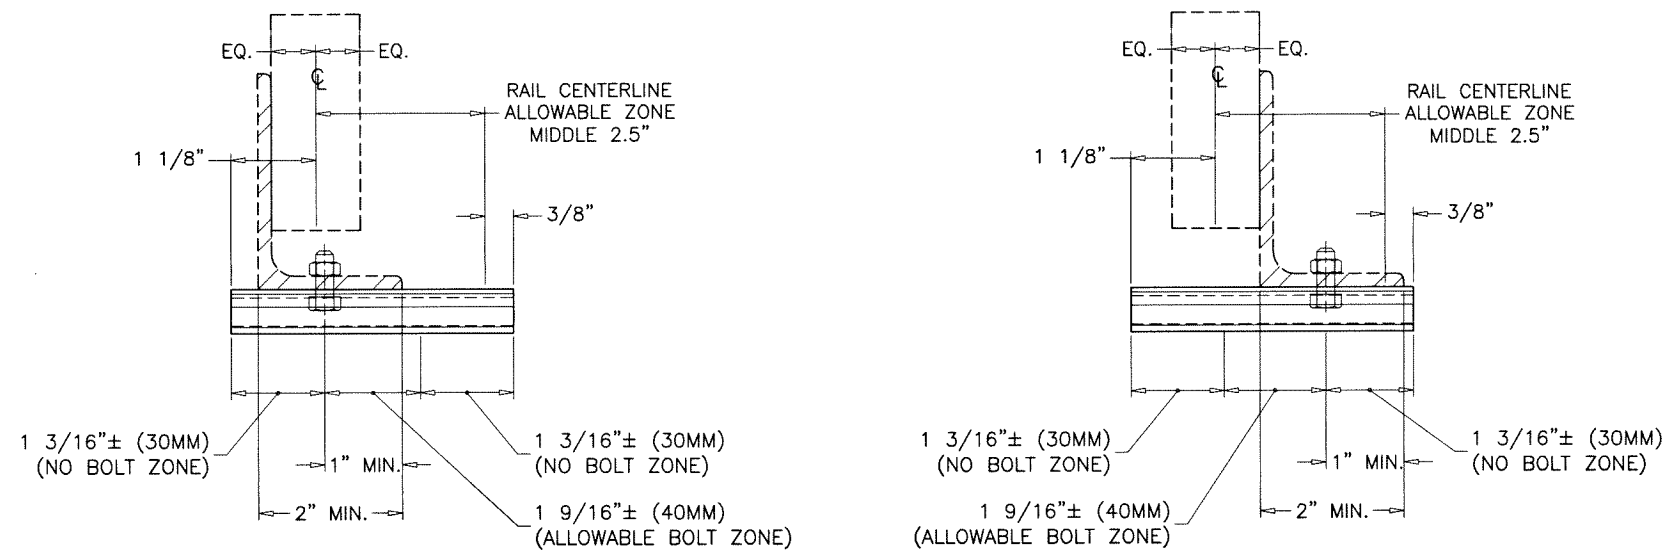 EQ.
EQ.
℄
RAIL CENTERLINE
ALLOWABLE ZONE
MIDDLE 2.5"
1 1/8"
3/8"
1 3/16"± (30MM)
(NO BOLT ZONE)
1 3/16"± (30MM)
(NO BOLT ZONE)
1" MIN.
2" MIN.
1 9/16"± (40MM)
(ALLOWABLE BOLT ZONE)
EQ.
EQ.
℄
RAIL CENTERLINE
ALLOWABLE ZONE
MIDDLE 2.5"
1 1/8"
3/8"
1 3/16"± (30MM)
(NO BOLT ZONE)
1 3/16"± (30MM)
(NO BOLT ZONE)
1" MIN.
1 9/16"± (40MM)
(ALLOWABLE BOLT ZONE)
2" MIN.